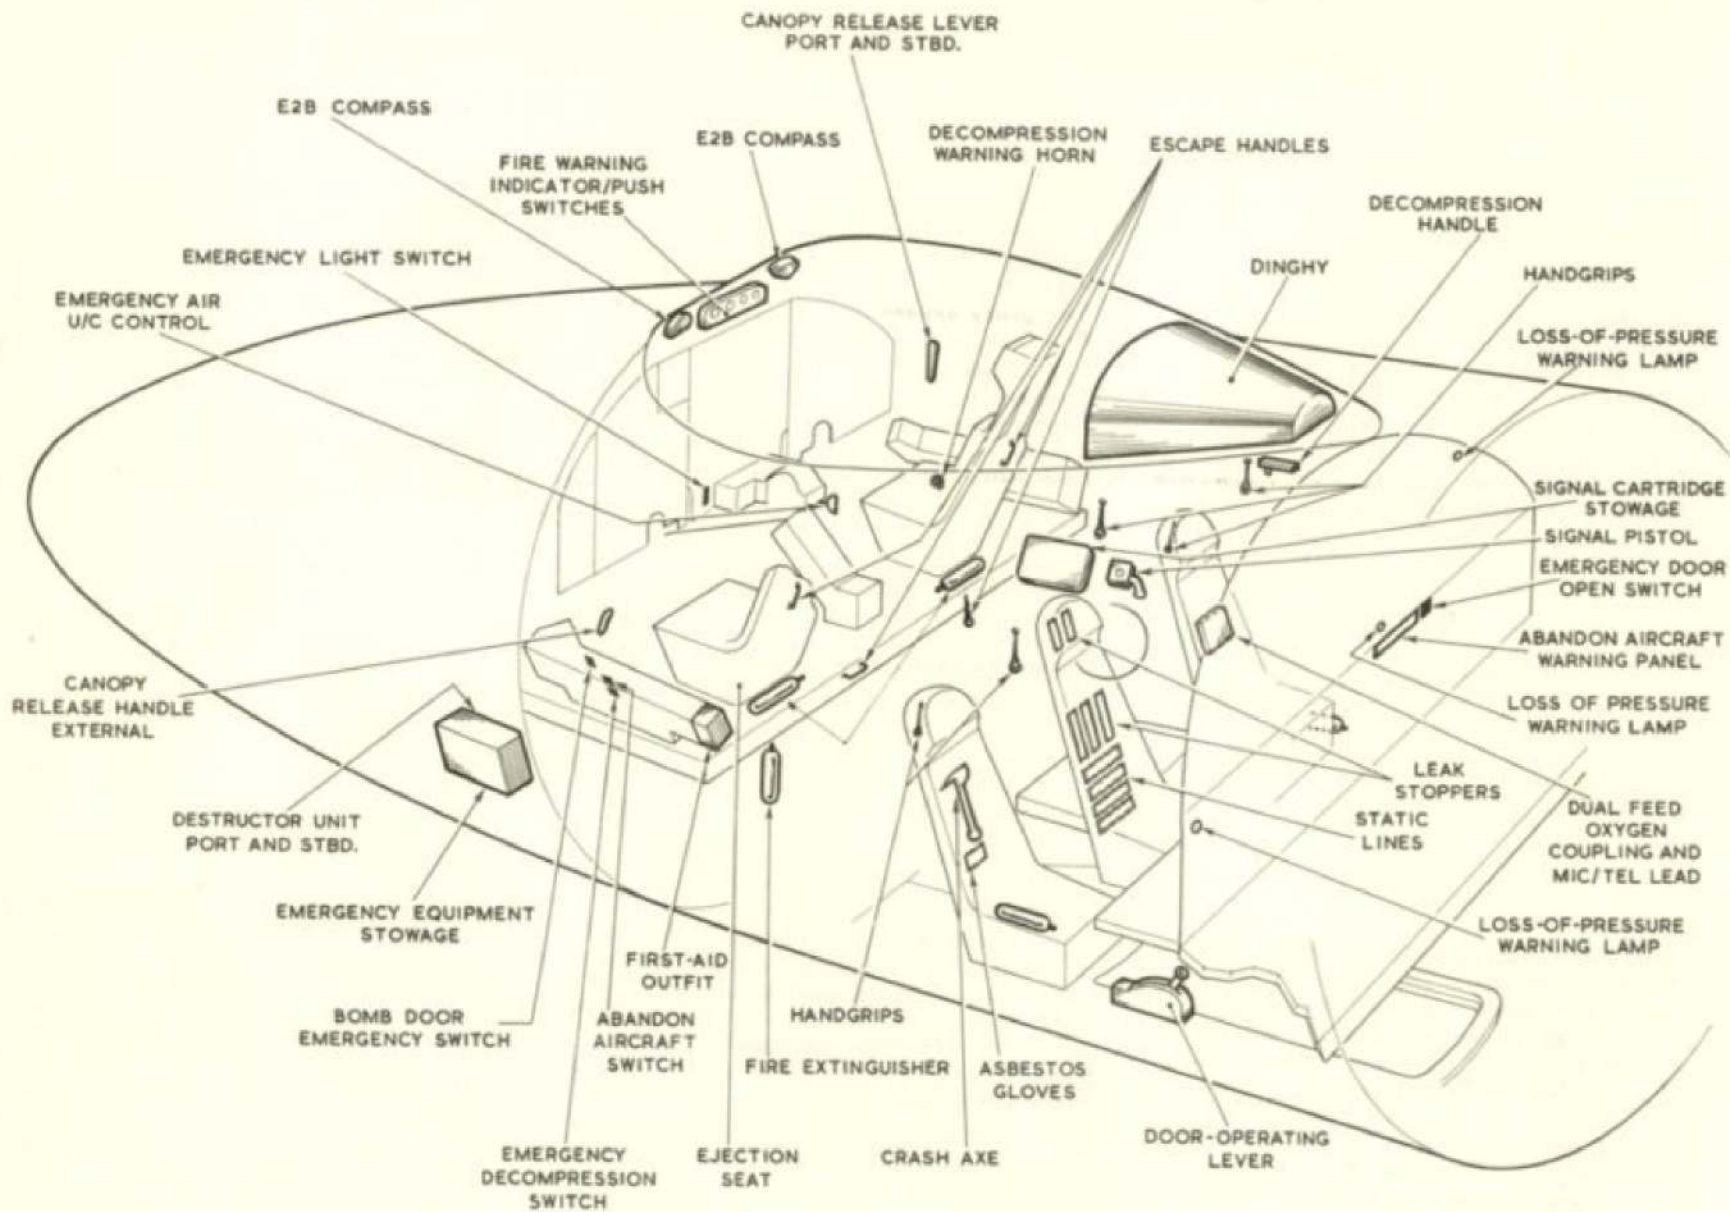 CANOPY RELEASE LEVER
PORT AND STBD.
E2B COMPASS
FIRE WARNING
INDICATOR/PUSH
SWITCHES
E2B COMPASS
DECOMPRESSION
WARNING HORN
ESCAPE HANDLES
DECOMPRESSION
HANDLE
EMERGENCY LIGHT SWITCH
DINGHY
HANDGRIPS
EMERGENCY AIR
U/C CONTROL
LOSS-OF-PRESSURE
WARNING LAMP
SIGNAL CARTRIDGE
STOWAGE
SIGNAL PISTOL
EMERGENCY DOOR
OPEN SWITCH
ABANDON AIRCRAFT
WARNING PANEL
CANOPY
RELEASE HANDLE
EXTERNAL
LOSS OF PRESSURE
WARNING LAMP
LEAK
STOPPERS
DESTRUCTOR UNIT
PORT AND STBD.
STATIC
LINES
DUAL FEED
OXYGEN
COUPLING AND
MIC/TEL LEAD
EMERGENCY EQUIPMENT
STOWAGE
LOSS-OF-PRESSURE
WARNING LAMP
FIRST-AID
OUTFIT
BOMB DOOR
EMERGENCY SWITCH
ABANDON
AIRCRAFT
SWITCH
HANDGRIPS
FIRE EXTINGUISHER
ASBESTOS
GLOVES
EMERGENCY
DECOMPRESSION
SWITCH
EJECTION
SEAT
CRASH AXE
DOOR-OPERATING
LEVER